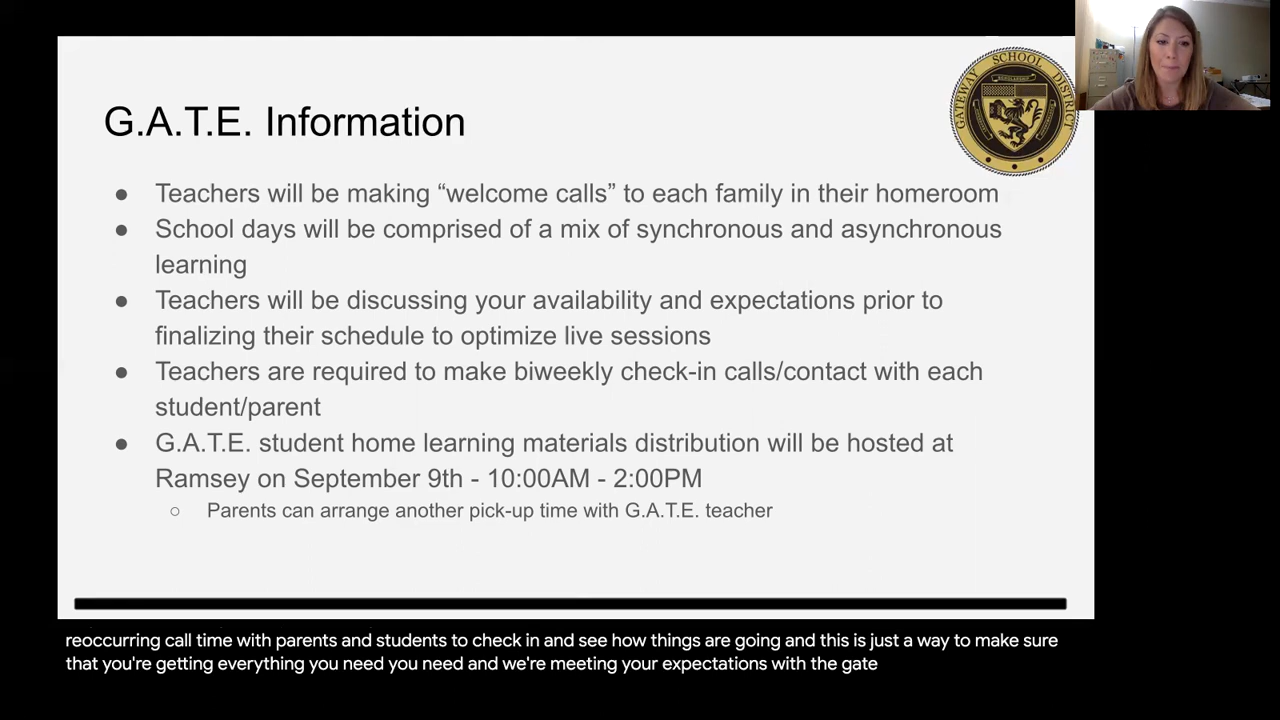 GATEWAY SCHOOL DISTRICT
SCHOLARSHIP
G.A.T.E. Information
● Teachers will be making “welcome calls” to each family in their homeroom
● School days will be comprised of a mix of synchronous and asynchronous
learning
● Teachers will be discussing your availability and expectations prior to
finalizing their schedule to optimize live sessions
● Teachers are required to make biweekly check-in calls/contact with each
student/parent
● G.A.T.E. student home learning materials distribution will be hosted at
Ramsey on September 9th - 10:00AM - 2:00PM
○ Parents can arrange another pick-up time with G.A.T.E. teacher
reoccurring call time with parents and students to check in and see how things are going and this is just a way to make sure
that you're getting everything you need you need and we're meeting your expectations with the gate